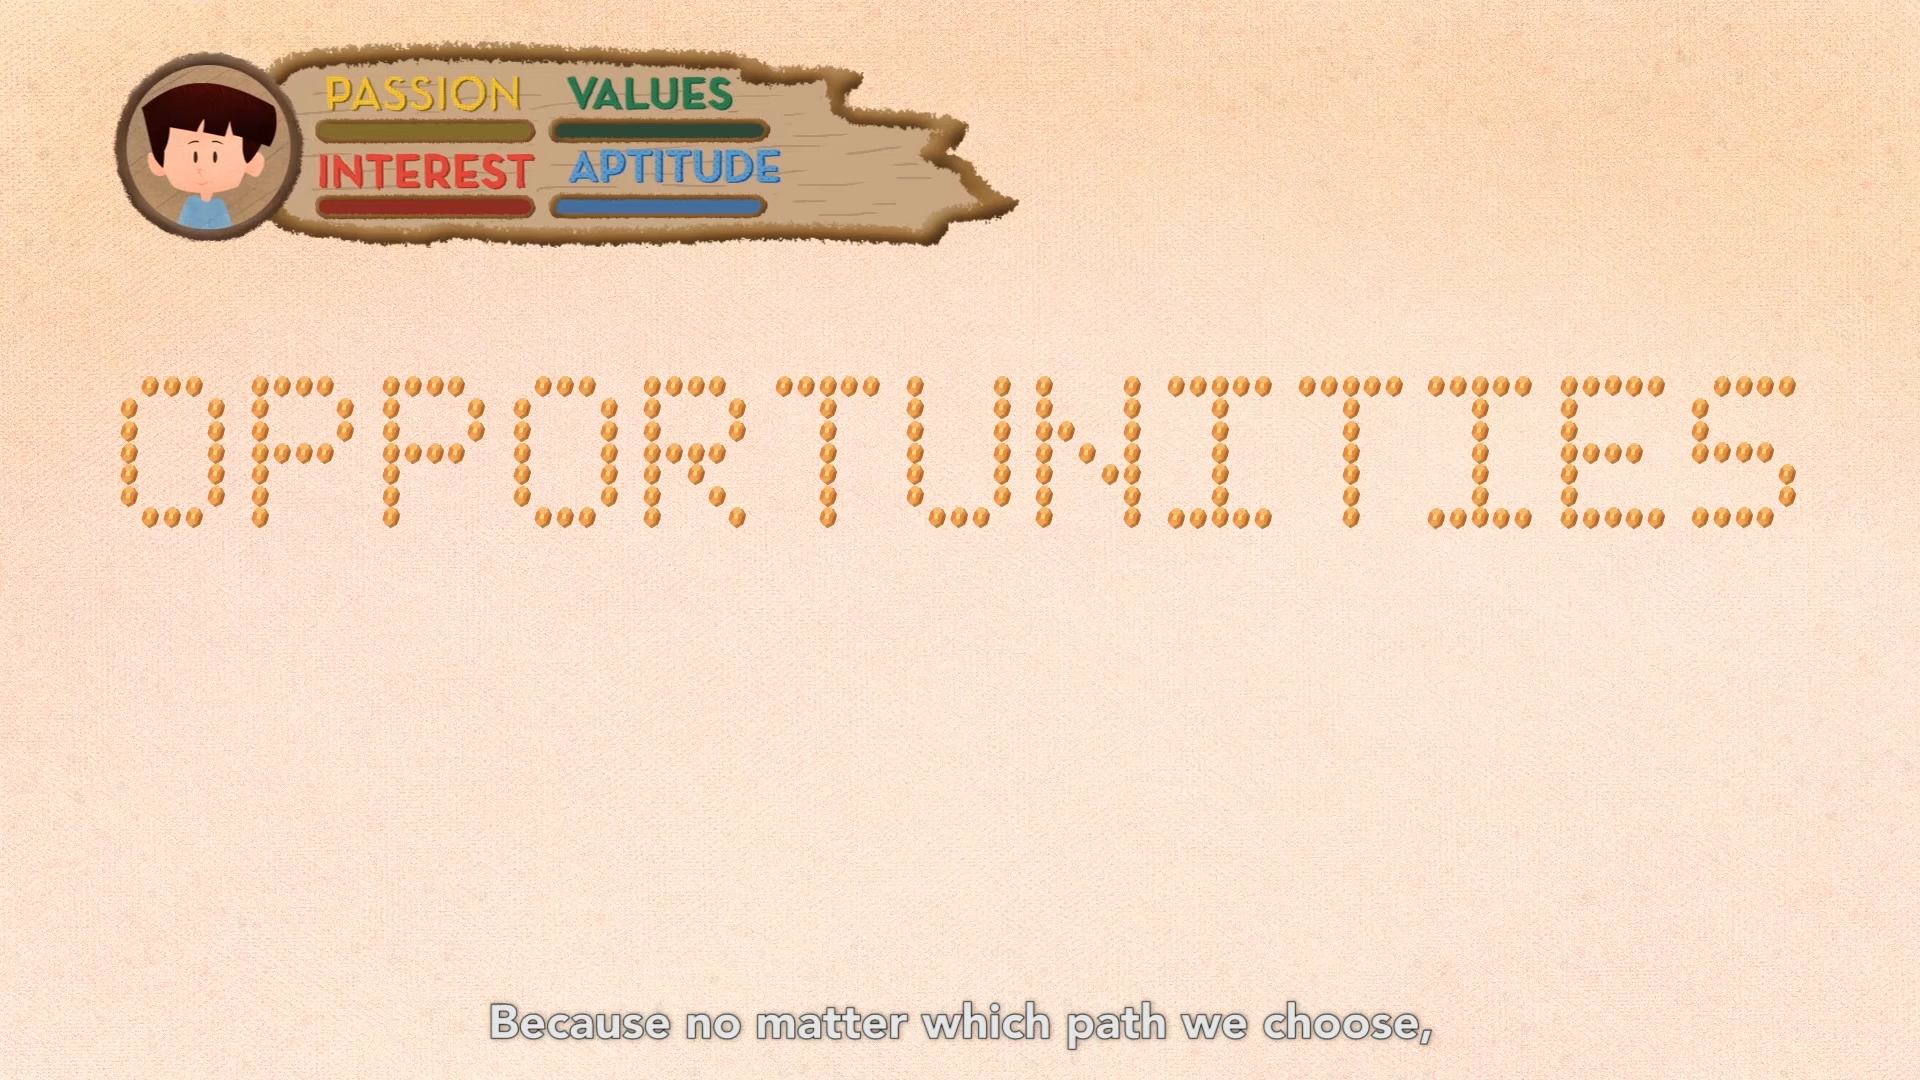 PASSION VALUES
INTEREST APTITUDE
OPPORTUNITIES
Because no matter which path we choose,